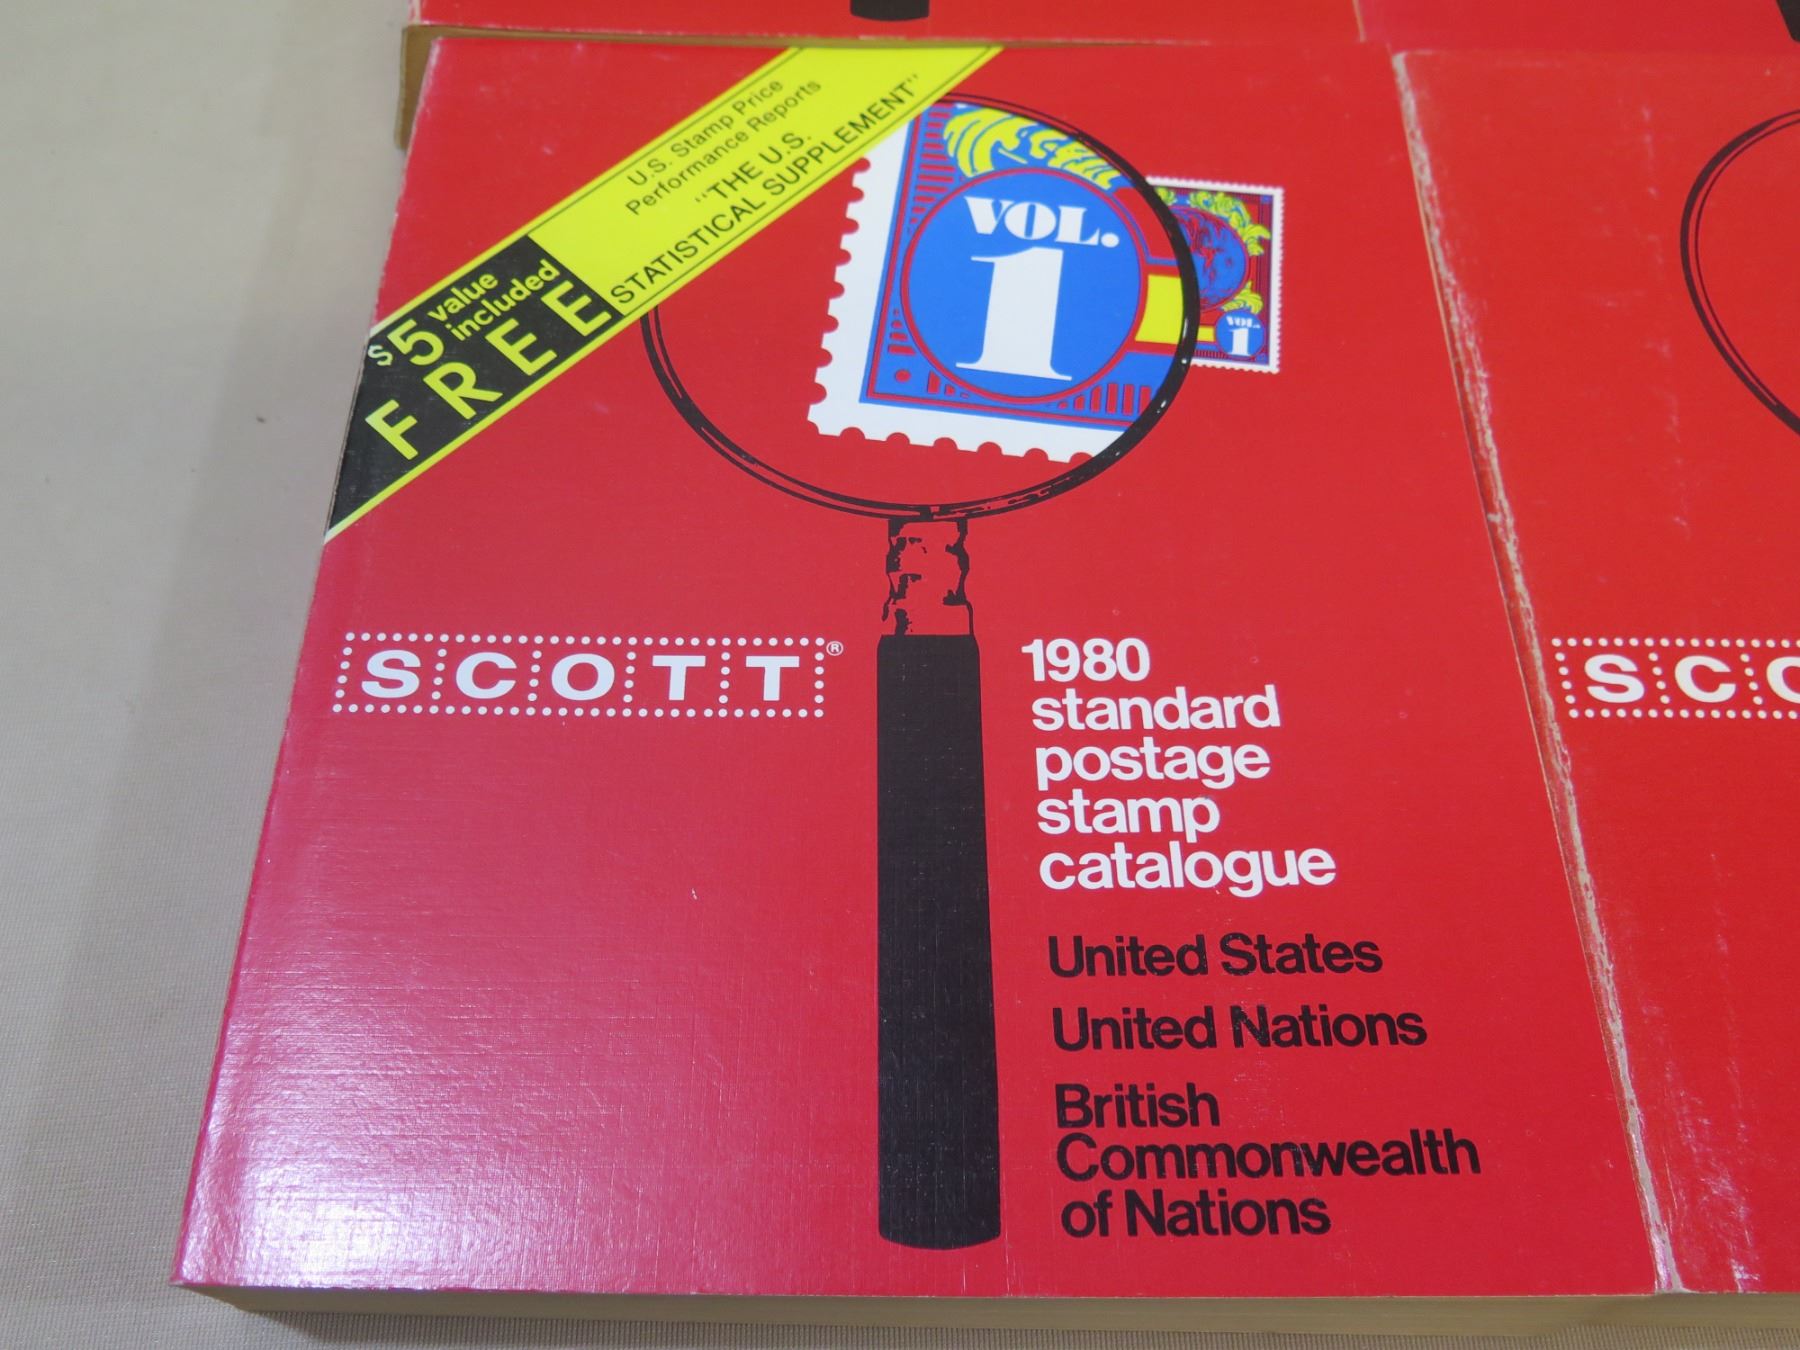 U.S. Stamp Price
Performance Reports
"THE U.S.
STATISTICAL SUPPLEMENT"
$5 value
included
FREE
VOL.
1
VOL.
1
SCOTT®
1980
standard
postage
stamp
catalogue
United States
United Nations
British
Commonwealth
of Nations
SC